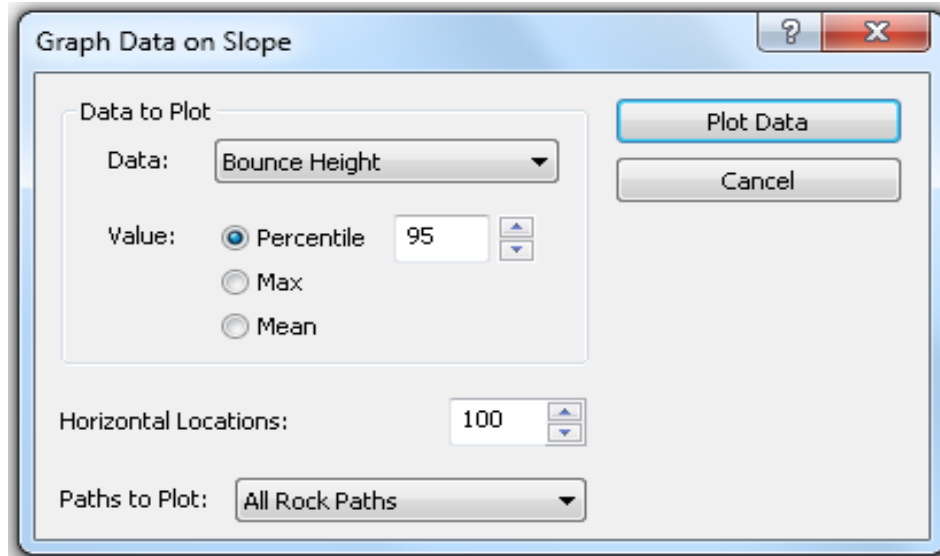 Graph Data on Slope
Data to Plot
Data: Bounce Height
Value: Percentile 95
Max
Mean
Horizontal Locations: 100
Paths to Plot: All Rock Paths
Plot Data
Cancel